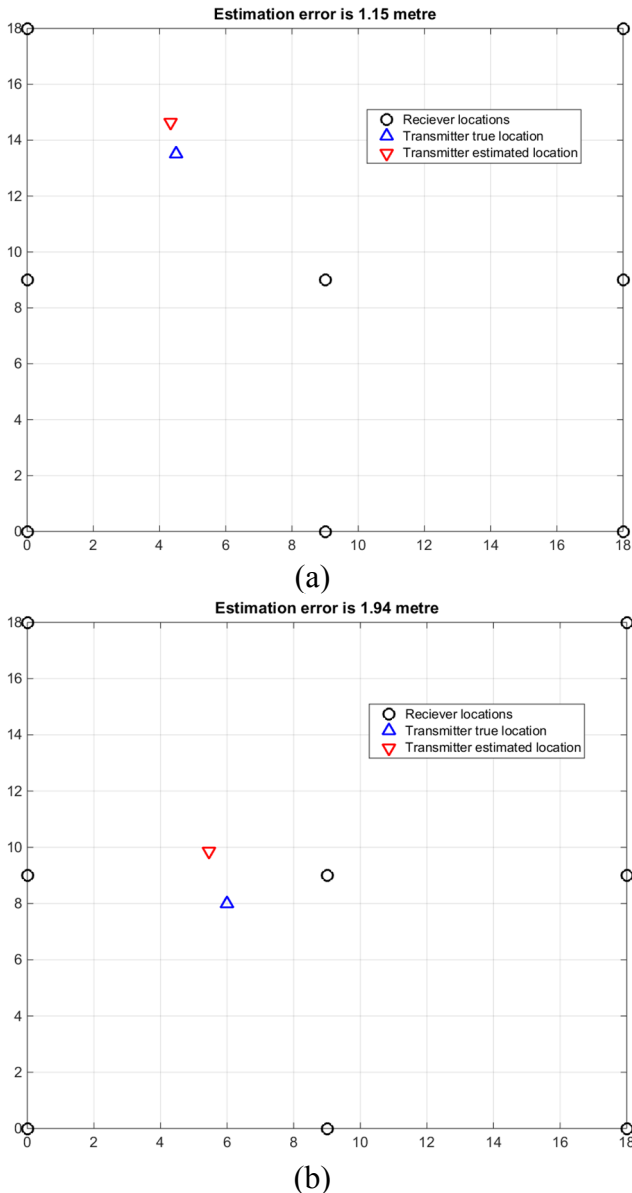 Estimation error is 1.15 metre
18
16
14
12
10
8
6
4
2
0
Reciever locations
Transmitter true location
Transmitter estimated location
0 2 4 6 8 10 12 14 16 18
(a)
Estimation error is 1.94 metre
18
16
14
12
10
8
6
4
2
0
Reciever locations
Transmitter true location
Transmitter estimated location
0 2 4 6 8 10 12 14 16 18
(b)